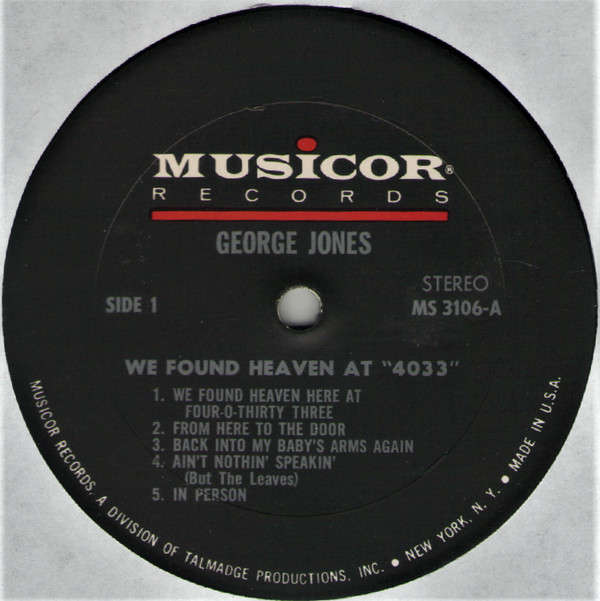 MUSICOR®
RECORDS
GEORGE JONES
STEREO
SIDE 1
MS 3106-A
WE FOUND HEAVEN AT "4033"
1. WE FOUND HEAVEN HERE AT
FOUR-O-THIRTY THREE
2. FROM HERE TO THE DOOR
3. BACK INTO MY BABY'S ARMS AGAIN
4. AIN'T NOTHIN' SPEAKIN'
(But The Leaves)
5. IN PERSON
MUSICOR RECORDS, A DIVISION OF TALMADGE PRODUCTIONS, INC. ● NEW YORK, N. Y. ● MADE IN U.S.A.